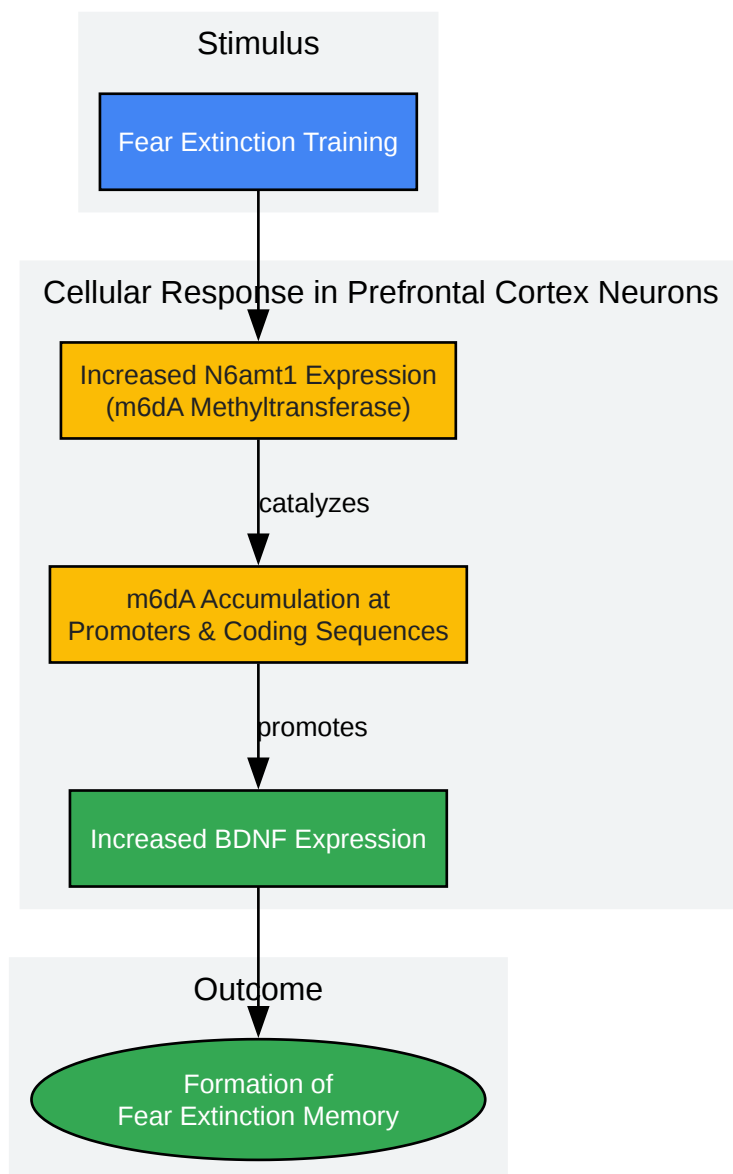 Stimulus
Fear Extinction Training
Cellular Response in Prefrontal Cortex Neurons
Increased N6amt1 Expression
(m6dA Methyltransferase)
catalyzes
m6dA Accumulation at
Promoters & Coding Sequences
promotes
Increased BDNF Expression
Outcome
Formation of
Fear Extinction Memory